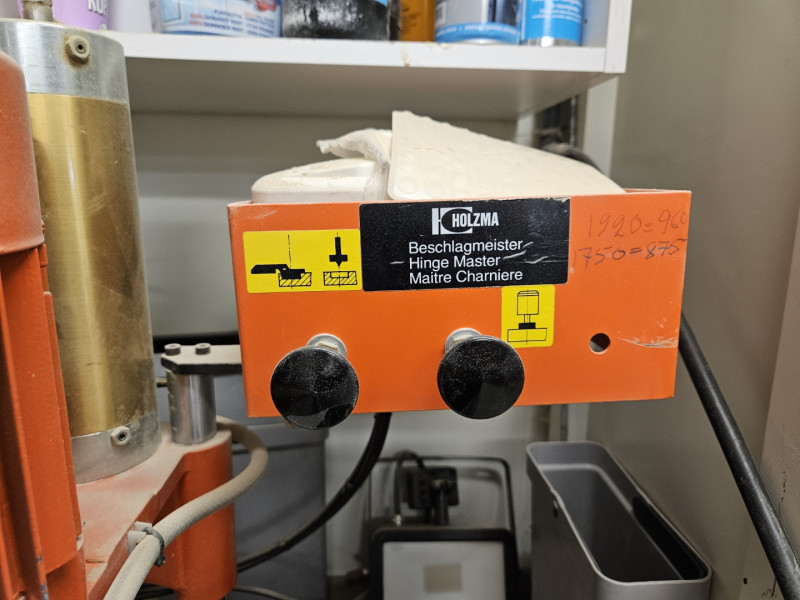 HOLZMA
Beschlagmeister
Hinge Master
Maitre Charniere
1920=960
1750=875